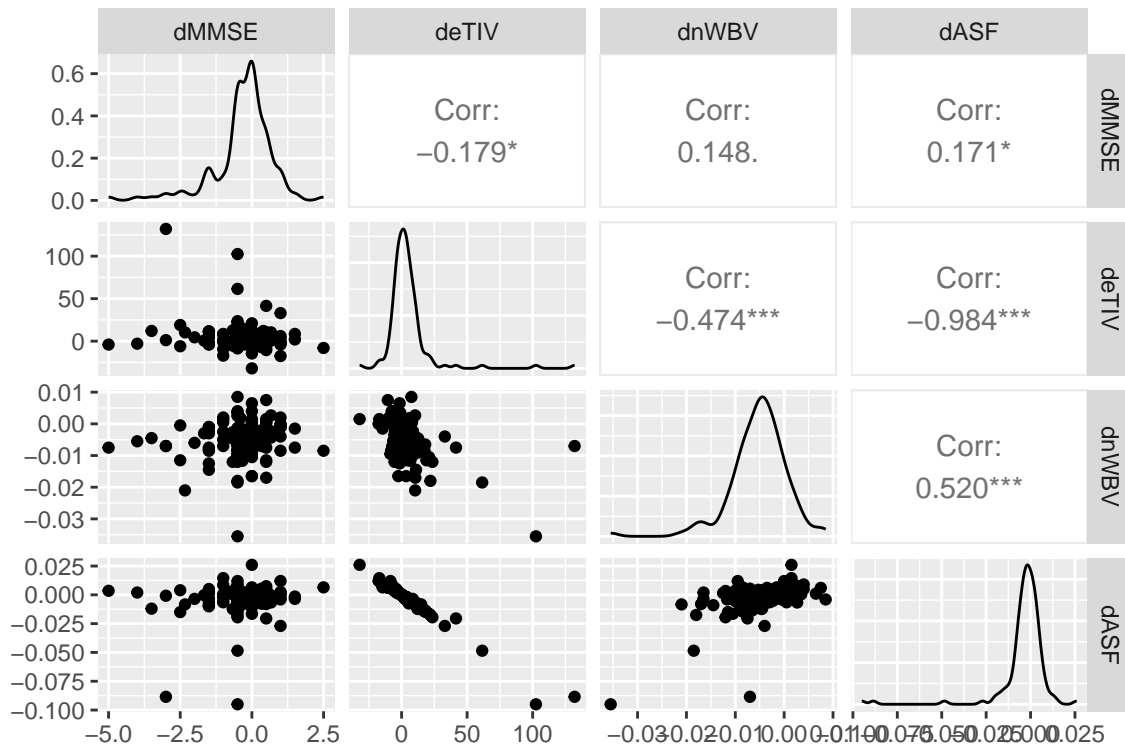 dMMSE deTIV dnWBV dASF
0.6
0.4
0.2
0.0
Corr:
−0.179*
Corr:
0.148.
Corr:
0.171*
dMMSE
100
50
0
Corr:
−0.474***
Corr:
−0.984***
deTIV
0.01
0.00
−0.01
−0.02
−0.03
Corr:
0.520***
dnWBV
0.025
0.000
−0.025
−0.050
−0.075
−0.100
dASF
−5.0 −2.5 0.0 2.5 0 50 100 −0.03 −0.02 −0.01 0.00 0.01 −0.100 −0.075 −0.050 −0.025 0.000 0.025